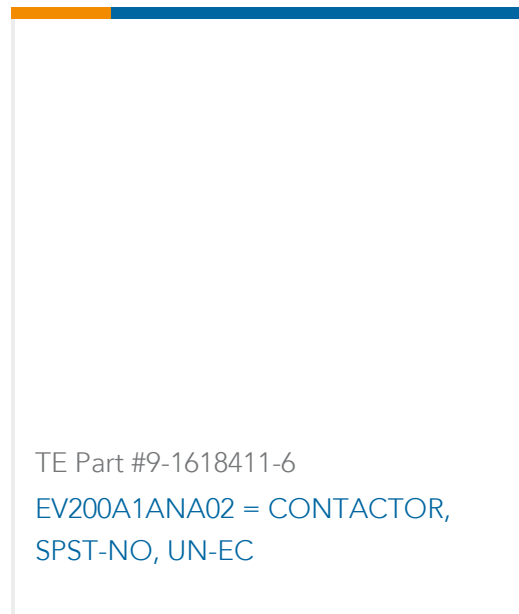 TE Part #9-1618411-6
EV200A1ANA02 = CONTACTOR,
SPST-NO, UN-EC